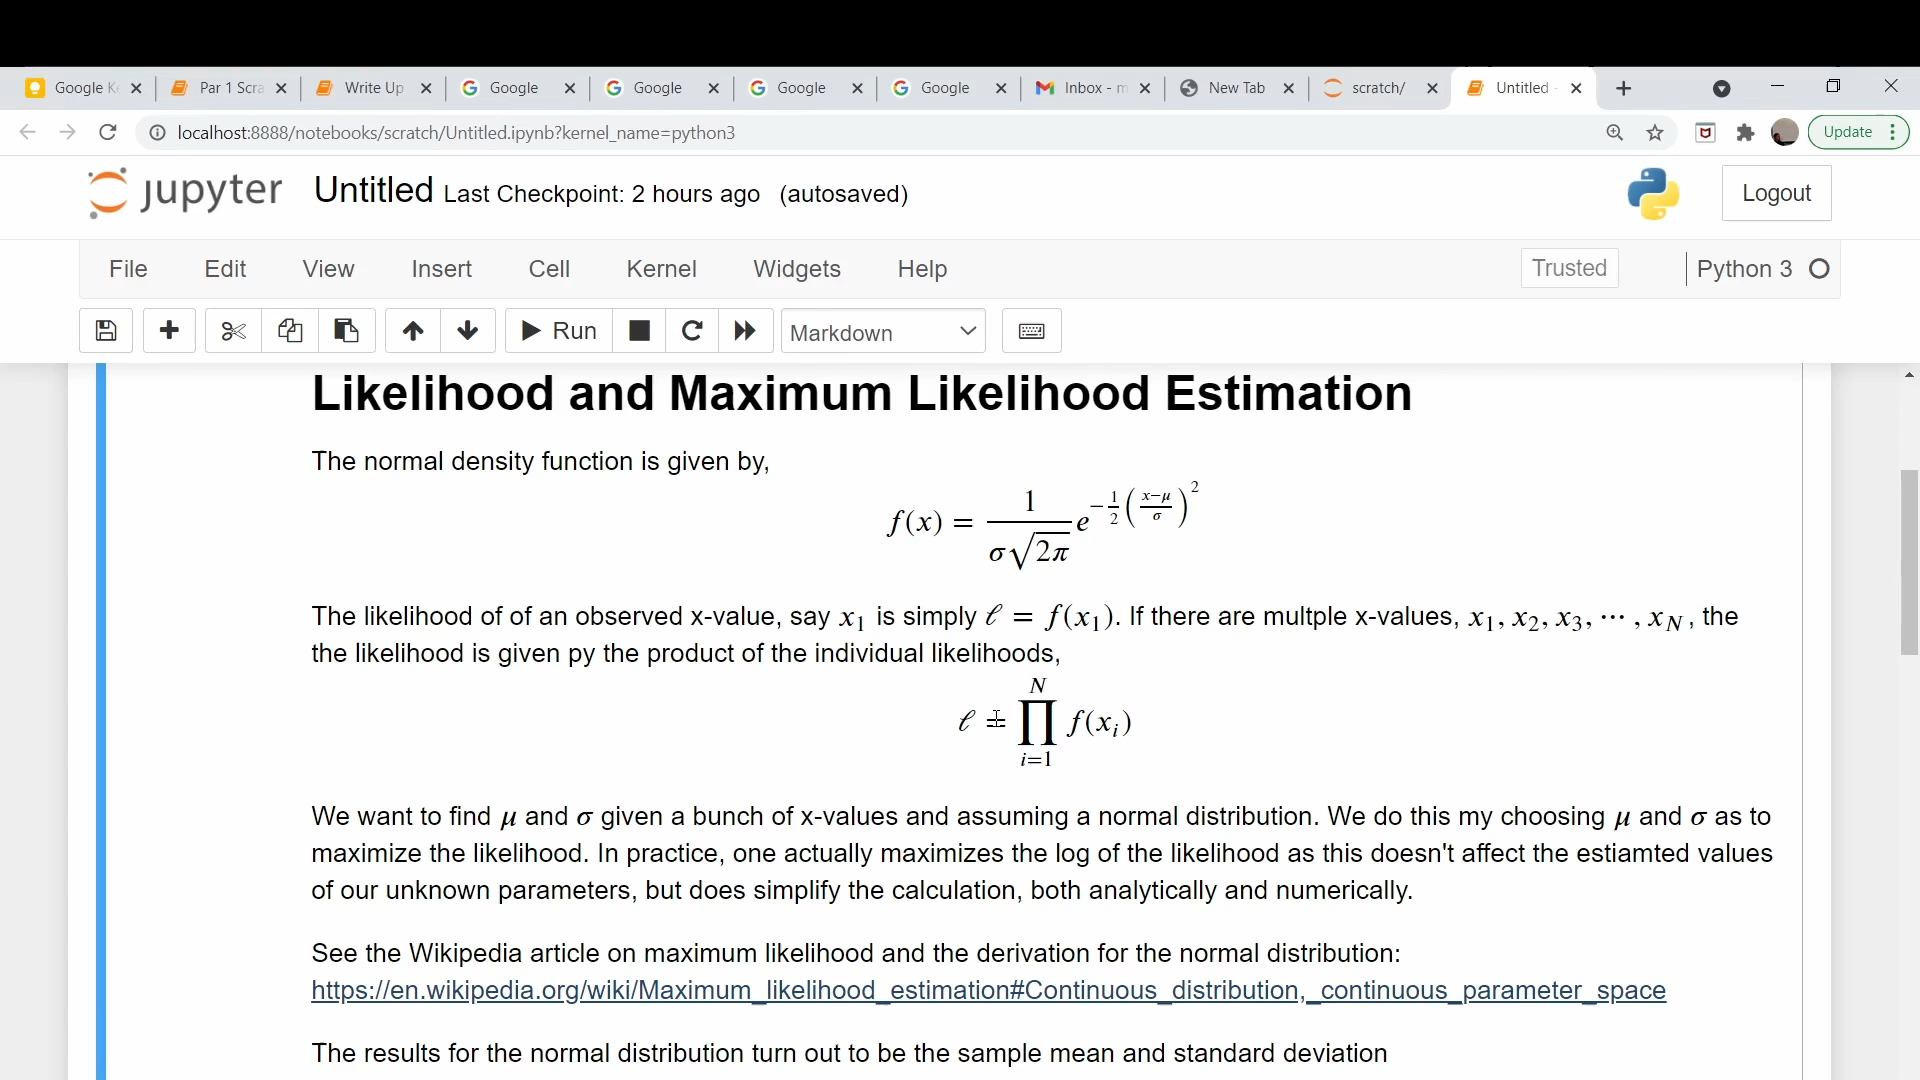 Google K Par 1 Scra Write Up Google Google Google Google Inbox - m New Tab scratch/ Untitled -
localhost:8888/notebooks/scratch/Untitled.ipynb?kernel_name=python3 Update
jupyter Untitled Last Checkpoint: 2 hours ago (autosaved) Logout
File Edit View Insert Cell Kernel Widgets Help Trusted Python 3
Run Markdown
Likelihood and Maximum Likelihood Estimation
The normal density function is given by,
f(x) = 1/(σ√(2π)) e^{-1/2((x-μ)/σ)^2}
The likelihood of of an observed x-value, say x₁ is simply ℓ = f(x₁). If there are multple x-values, x₁, x₂, x₃, ⋯ , x_N, the
the likelihood is given py the product of the individual likelihoods,
ℓ = ∏_{i=1}^{N} f(x_i)
We want to find μ and σ given a bunch of x-values and assuming a normal distribution. We do this my choosing μ and σ as to
maximize the likelihood. In practice, one actually maximizes the log of the likelihood as this doesn't affect the estiamted values
of our unknown parameters, but does simplify the calculation, both analytically and numerically.
See the Wikipedia article on maximum likelihood and the derivation for the normal distribution:
https://en.wikipedia.org/wiki/Maximum_likelihood_estimation#Continuous_distribution,_continuous_parameter_space
The results for the normal distribution turn out to be the sample mean and standard deviation